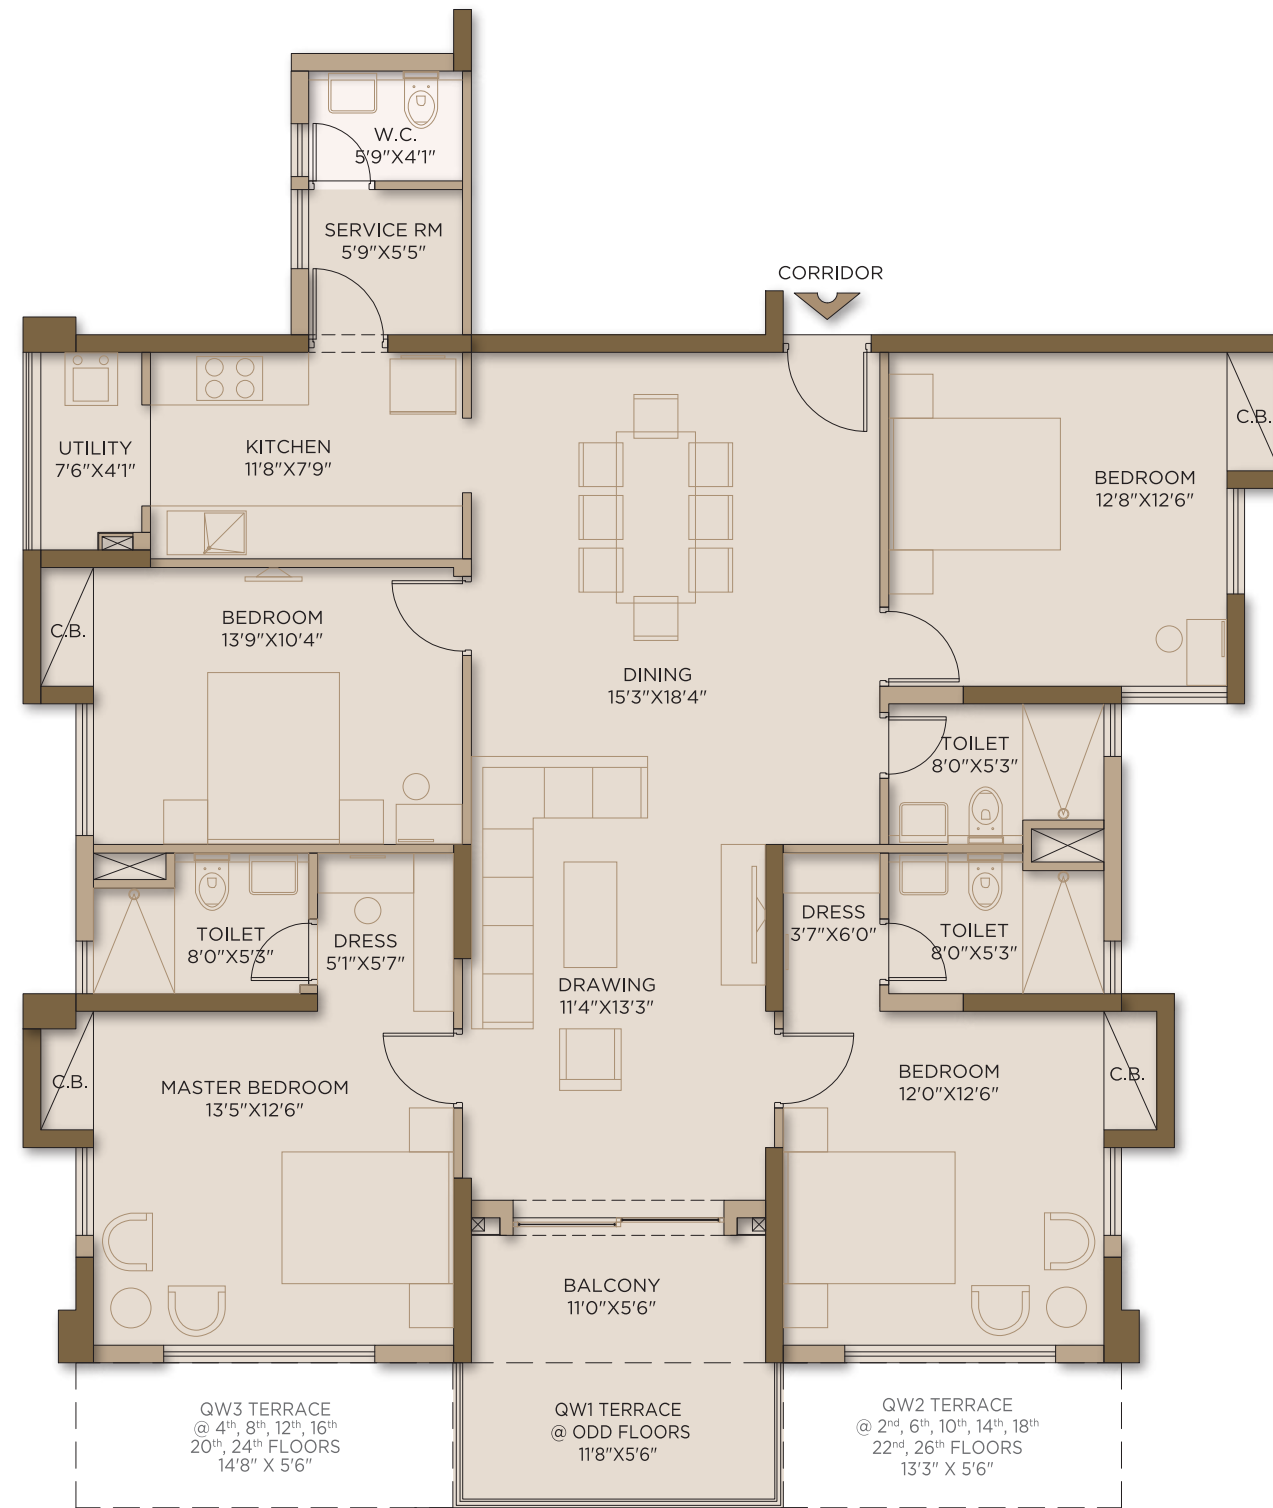 W.C.
5'9"X4'1"
SERVICE RM
5'9"X5'5"
CORRIDOR
UTILITY
7'6"X4'1"
KITCHEN
11'8"X7'9"
C.B.
BEDROOM
12'8"X12'6"
BEDROOM
13'9"X10'4"
C.B.
DINING
15'3"X18'4"
TOILET
8'0"X5'3"
TOILET
8'0"X5'3"
DRESS
5'1"X5'7"
DRESS
3'7"X6'0"
TOILET
8'0"X5'3"
DRAWING
11'4"X13'3"
C.B.
MASTER BEDROOM
13'5"X12'6"
BEDROOM
12'0"X12'6"
C.B.
BALCONY
11'0"X5'6"
QW3 TERRACE
@ 4th, 8th, 12th, 16th
20th, 24th FLOORS
14'8" X 5'6"
QW1 TERRACE
@ ODD FLOORS
11'8"X5'6"
QW2 TERRACE
@ 2nd, 6th, 10th, 14th, 18th
22nd, 26th FLOORS
13'3" X 5'6"